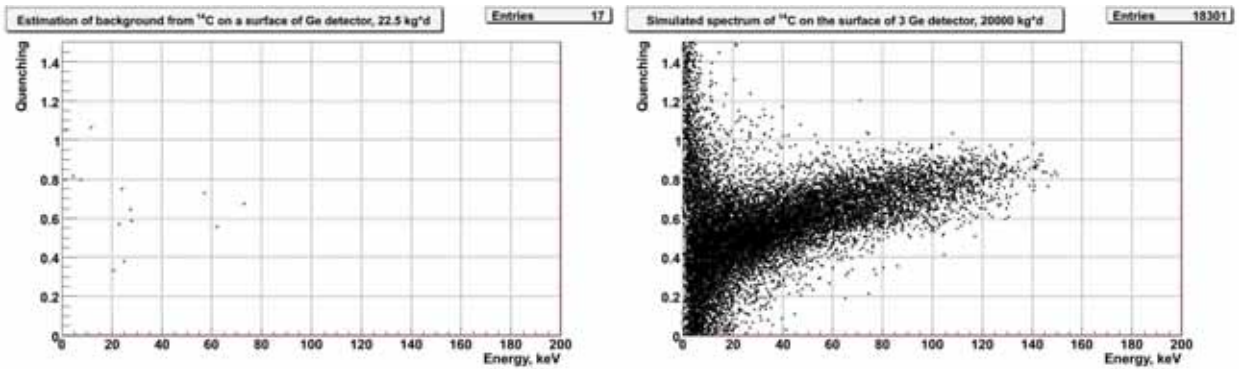 Estimation of background from ¹⁴C on a surface of Ge detector, 22.5 kg*d
Entries 17
Quenching
1.4
1.2
1
0.8
0.6
0.4
0.2
0
0 20 40 60 80 100 120 140 160 180 200
Energy, keV
Simulated spectrum of ¹⁴C on the surface of 3 Ge detector, 20000 kg*d
Entries 18301
Quenching
1.4
1.2
1
0.8
0.6
0.4
0.2
0
0 20 40 60 80 100 120 140 160 180 200
Energy, keV